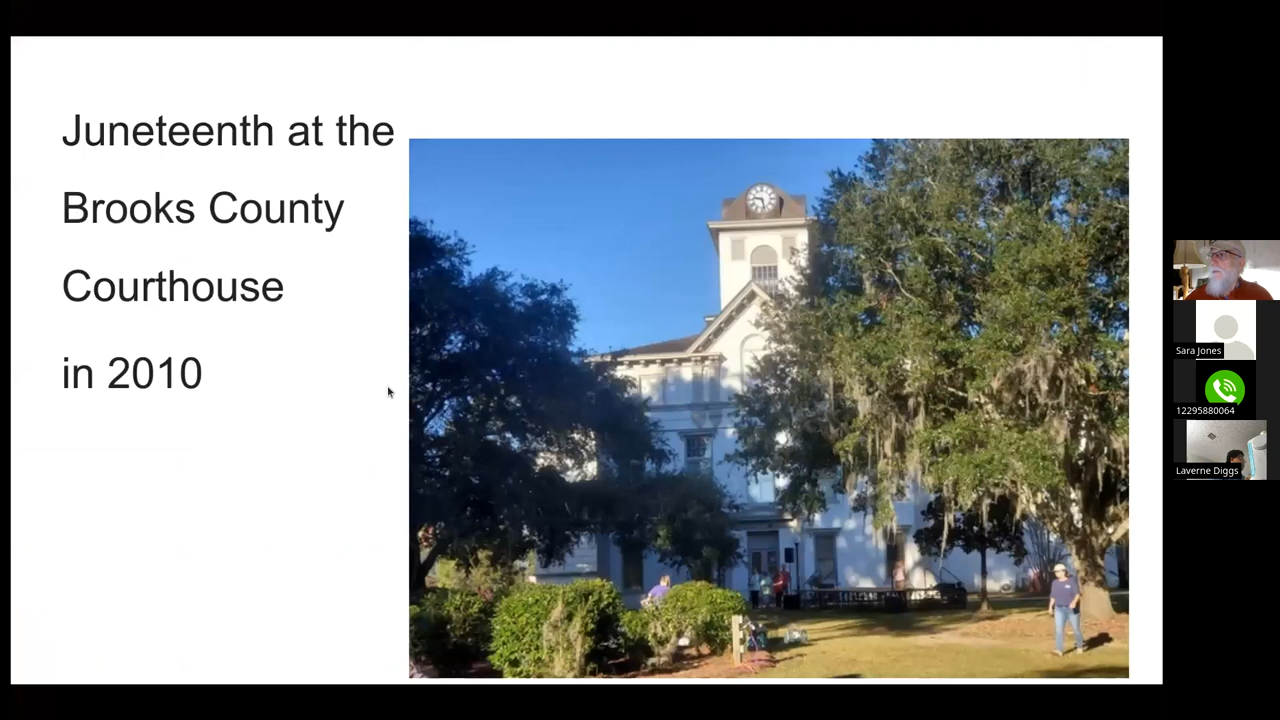 Juneteenth at the
Brooks County
Courthouse
in 2010
Sara Jones
12295880064
Laverne Diggs